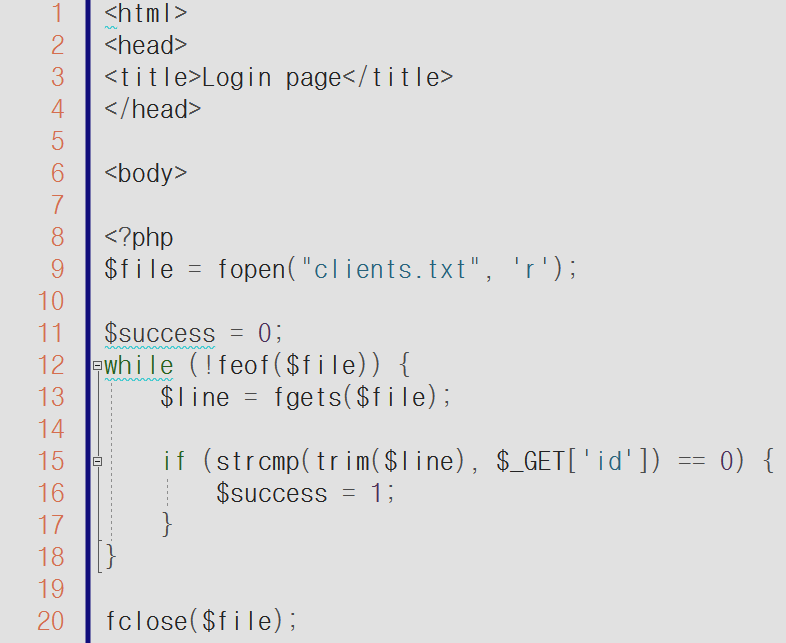 1 <html>
2 <head>
3 <title>Login page</title>
4 </head>
5
6 <body>
7
8 <?php
9 $file = fopen("clients.txt", 'r');
10
11 $success = 0;
12 while (!feof($file)) {
13 $line = fgets($file);
14
15 if (strcmp(trim($line), $_GET['id']) == 0) {
16 $success = 1;
17 }
18 }
19
20 fclose($file);